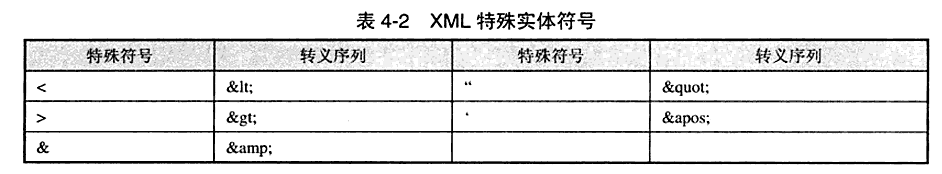 表 4-2 XML 特殊实体符号
特殊符号 转义序列 特殊符号 转义序列
< &lt; “ &quot;
> &gt; ‘ &apos;
& &amp;